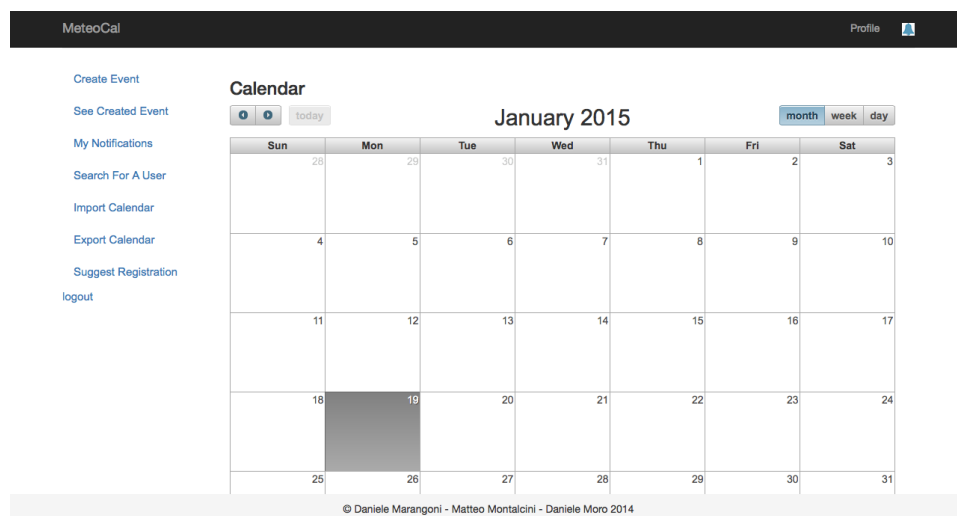 MeteoCal Profile
Create Event
See Created Event
My Notifications
Search For A User
Import Calendar
Export Calendar
Suggest Registration
logout
Calendar
today January 2015 month week day
Sun Mon Tue Wed Thu Fri Sat
28 29 30 31 1 2 3
4 5 6 7 8 9 10
11 12 13 14 15 16 17
18 19 20 21 22 23 24
25 26 27 28 29 30 31
© Daniele Marangoni - Matteo Montalcini - Daniele Moro 2014